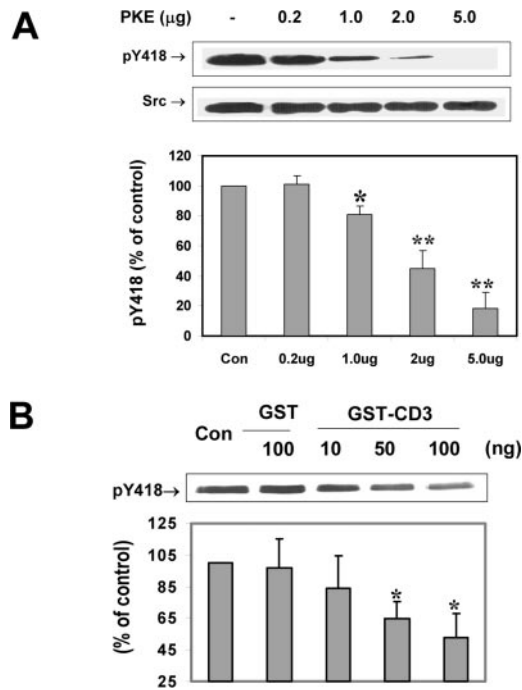 A
PKE (μg) - 0.2 1.0 2.0 5.0
pY418 →
Src →
pY418 (% of control)
120
100
80
60
40
20
0
*
**
**
Con 0.2ug 1.0ug 2ug 5.0ug
B
Con GST GST-CD3
100 10 50 100 (ng)
pY418→
(% of control)
125
105
85
65
45
25
*
*